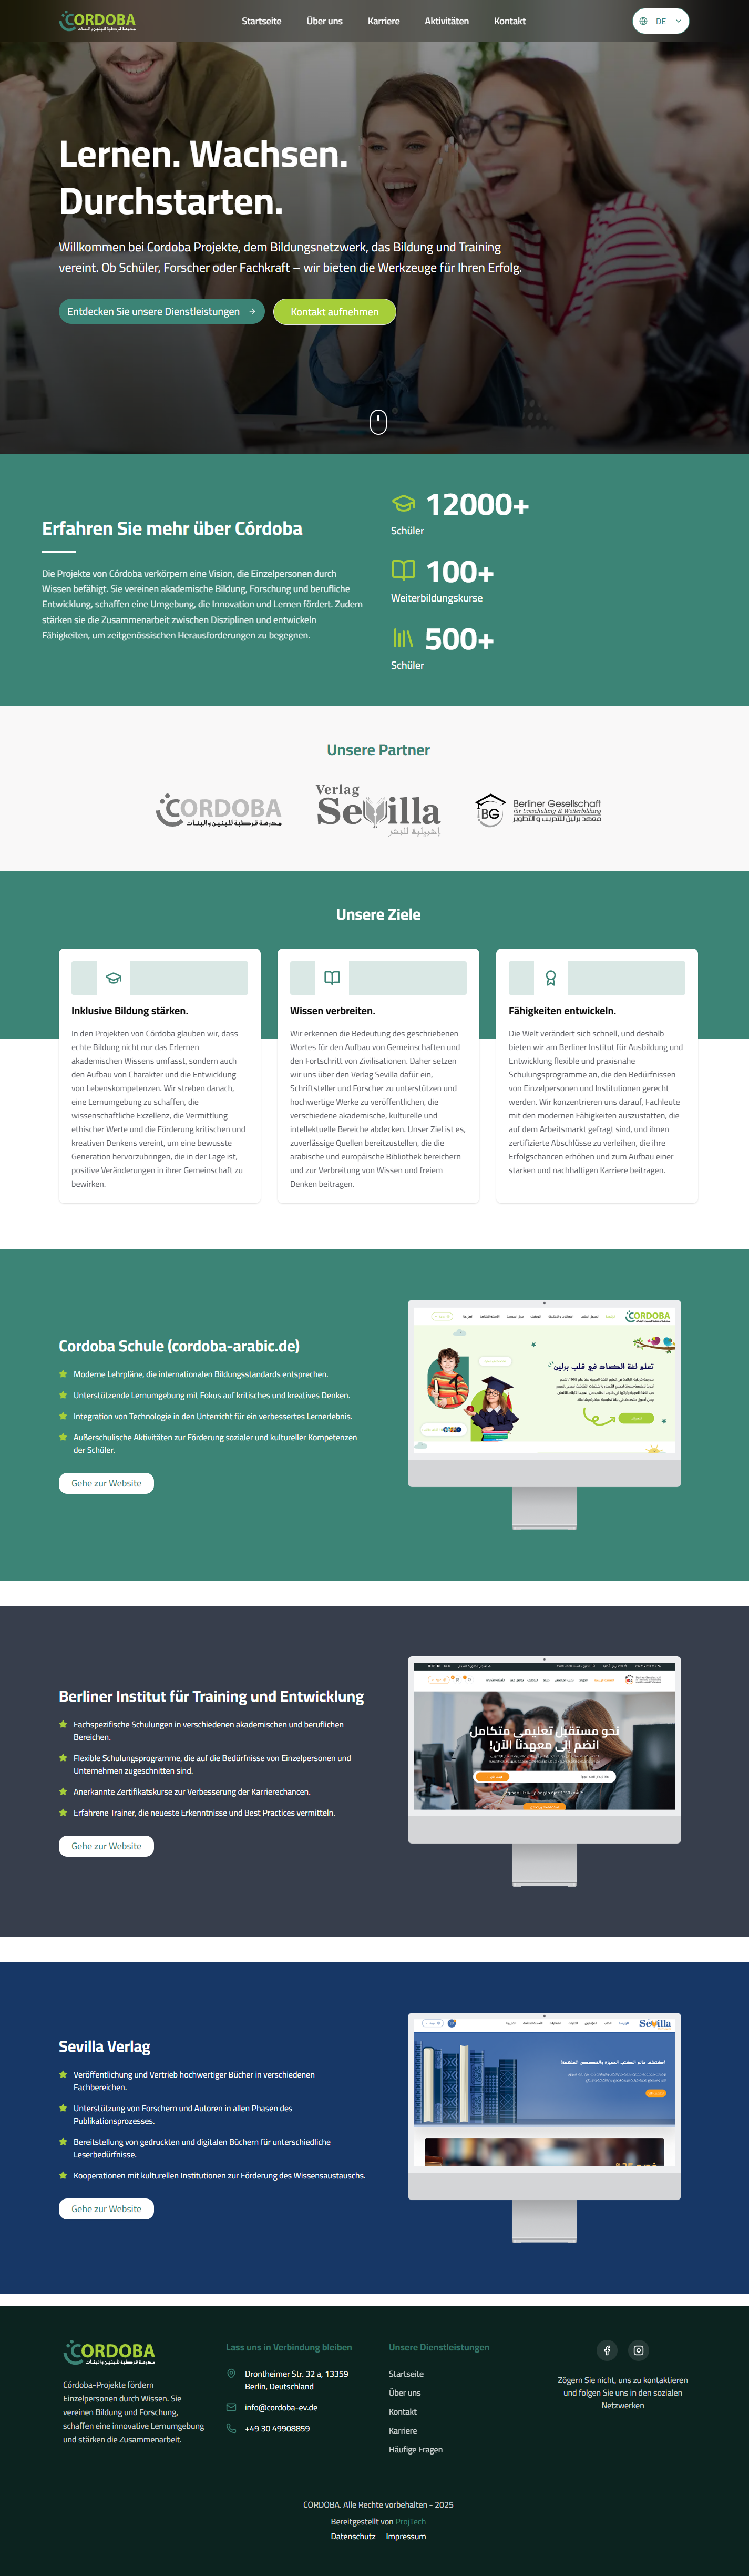 CORDOBA
مدرسة قرطبة للبنين والبنات
Startseite
Über uns
Karriere
Aktivitäten
Kontakt
DE
Lernen. Wachsen.
Durchstarten.
Willkommen bei Cordoba Projekte, dem Bildungsnetzwerk, das Bildung und Training
vereint. Ob Schüler, Forscher oder Fachkraft – wir bieten die Werkzeuge für Ihren Erfolg.
Entdecken Sie unsere Dienstleistungen
Kontakt aufnehmen
Erfahren Sie mehr über Córdoba
Die Projekte von Córdoba verkörpern eine Vision, die Einzelpersonen durch
Wissen befähigt. Sie vereinen akademische Bildung, Forschung und berufliche
Entwicklung, schaffen eine Umgebung, die Innovation und Lernen fördert. Zudem
stärken sie die Zusammenarbeit zwischen Disziplinen und entwickeln
Fähigkeiten, um zeitgenössischen Herausforderungen zu begegnen.
12000+
Schüler
100+
Weiterbildungskurse
500+
Schüler
Unsere Partner
CORDOBA
مدرسة قرطبة للبنين والبنات
Verlag
Sevilla
إشبيلية للنشر
BG
Berliner Gesellschaft
für Umschulung & Weiterbildung
معهد برلين للتدريب والتطوير
Unsere Ziele
Inklusive Bildung stärken.
In den Projekten von Córdoba glauben wir, dass
echte Bildung nicht nur das Erlernen
akademischen Wissens umfasst, sondern auch
den Aufbau von Charakter und die Entwicklung
von Lebenskompetenzen. Wir streben danach,
eine Lernumgebung zu schaffen, die
wissenschaftliche Exzellenz, die Vermittlung
ethischer Werte und die Förderung kritischen und
kreativen Denkens vereint, um eine bewusste
Generation hervorzubringen, die in der Lage ist,
positive Veränderungen in ihrer Gemeinschaft zu
bewirken.
Wissen verbreiten.
Wir erkennen die Bedeutung des geschriebenen
Wortes für den Aufbau von Gemeinschaften und
den Fortschritt von Zivilisationen. Daher setzen
wir uns über den Verlag Sevilla dafür ein,
Schriftsteller und Forscher zu unterstützen und
hochwertige Werke zu veröffentlichen, die
verschiedene akademische, kulturelle und
intellektuelle Bereiche abdecken. Unser Ziel ist es,
zuverlässige Quellen bereitzustellen, die die
arabische und europäische Bibliothek bereichern
und zur Verbreitung von Wissen und freiem
Denken beitragen.
Fähigkeiten entwickeln.
Die Welt verändert sich schnell, und deshalb
bieten wir am Berliner Institut für Ausbildung und
Entwicklung flexible und praxisnahe
Schulungsprogramme an, die den Bedürfnissen
von Einzelpersonen und Institutionen gerecht
werden. Wir konzentrieren uns darauf, Fachleute
mit den modernen Fähigkeiten auszustatten, die
auf dem Arbeitsmarkt gefragt sind, und ihnen
zertifizierte Abschlüsse zu verleihen, die ihre
Erfolgschancen erhöhen und zum Aufbau einer
starken und nachhaltigen Karriere beitragen.
Cordoba Schule (cordoba-arabic.de)
Moderne Lehrpläne, die internationalen Bildungsstandards entsprechen.
Unterstützende Lernumgebung mit Fokus auf kritisches und kreatives Denken.
Integration von Technologie in den Unterricht für ein verbessertes Lernerlebnis.
Außerschulische Aktivitäten zur Förderung sozialer und kultureller Kompetenzen
der Schüler.
Gehe zur Website
CORDOBA
تعلم لغة الضاد في قلب برلين
Berliner Institut für Training und Entwicklung
Fachspezifische Schulungen in verschiedenen akademischen und beruflichen
Bereichen.
Flexible Schulungsprogramme, die auf die Bedürfnisse von Einzelpersonen und
Unternehmen zugeschnitten sind.
Anerkannte Zertifikatskurse zur Verbesserung der Karrierechancen.
Erfahrene Trainer, die neueste Erkenntnisse und Best Practices vermitteln.
Gehe zur Website
نحو مستقبل تعليمي متكامل
انضم إلى معهدنا الآن!
Sevilla Verlag
Veröffentlichung und Vertrieb hochwertiger Bücher in verschiedenen
Fachbereichen.
Unterstützung von Forschern und Autoren in allen Phasen des
Publikationsprozesses.
Bereitstellung von gedruckten und digitalen Büchern für unterschiedliche
Leserbedürfnisse.
Kooperationen mit kulturellen Institutionen zur Förderung des Wissensaustauschs.
Gehe zur Website
Sevilla
CORDOBA
مدرسة قرطبة للبنين والبنات
Córdoba-Projekte fördern
Einzelpersonen durch Wissen. Sie
vereinen Bildung und Forschung,
schaffen eine innovative Lernumgebung
und stärken die Zusammenarbeit.
Lass uns in Verbindung bleiben
Drontheimer Str. 32 a, 13359
Berlin, Deutschland
info@cordoba-ev.de
+49 30 49908859
Unsere Dienstleistungen
Startseite
Über uns
Kontakt
Karriere
Häufige Fragen
Zögern Sie nicht, uns zu kontaktieren
und folgen Sie uns in den sozialen
Netzwerken
CORDOBA. Alle Rechte vorbehalten - 2025
Bereitgestellt von ProjTech
Datenschutz
Impressum